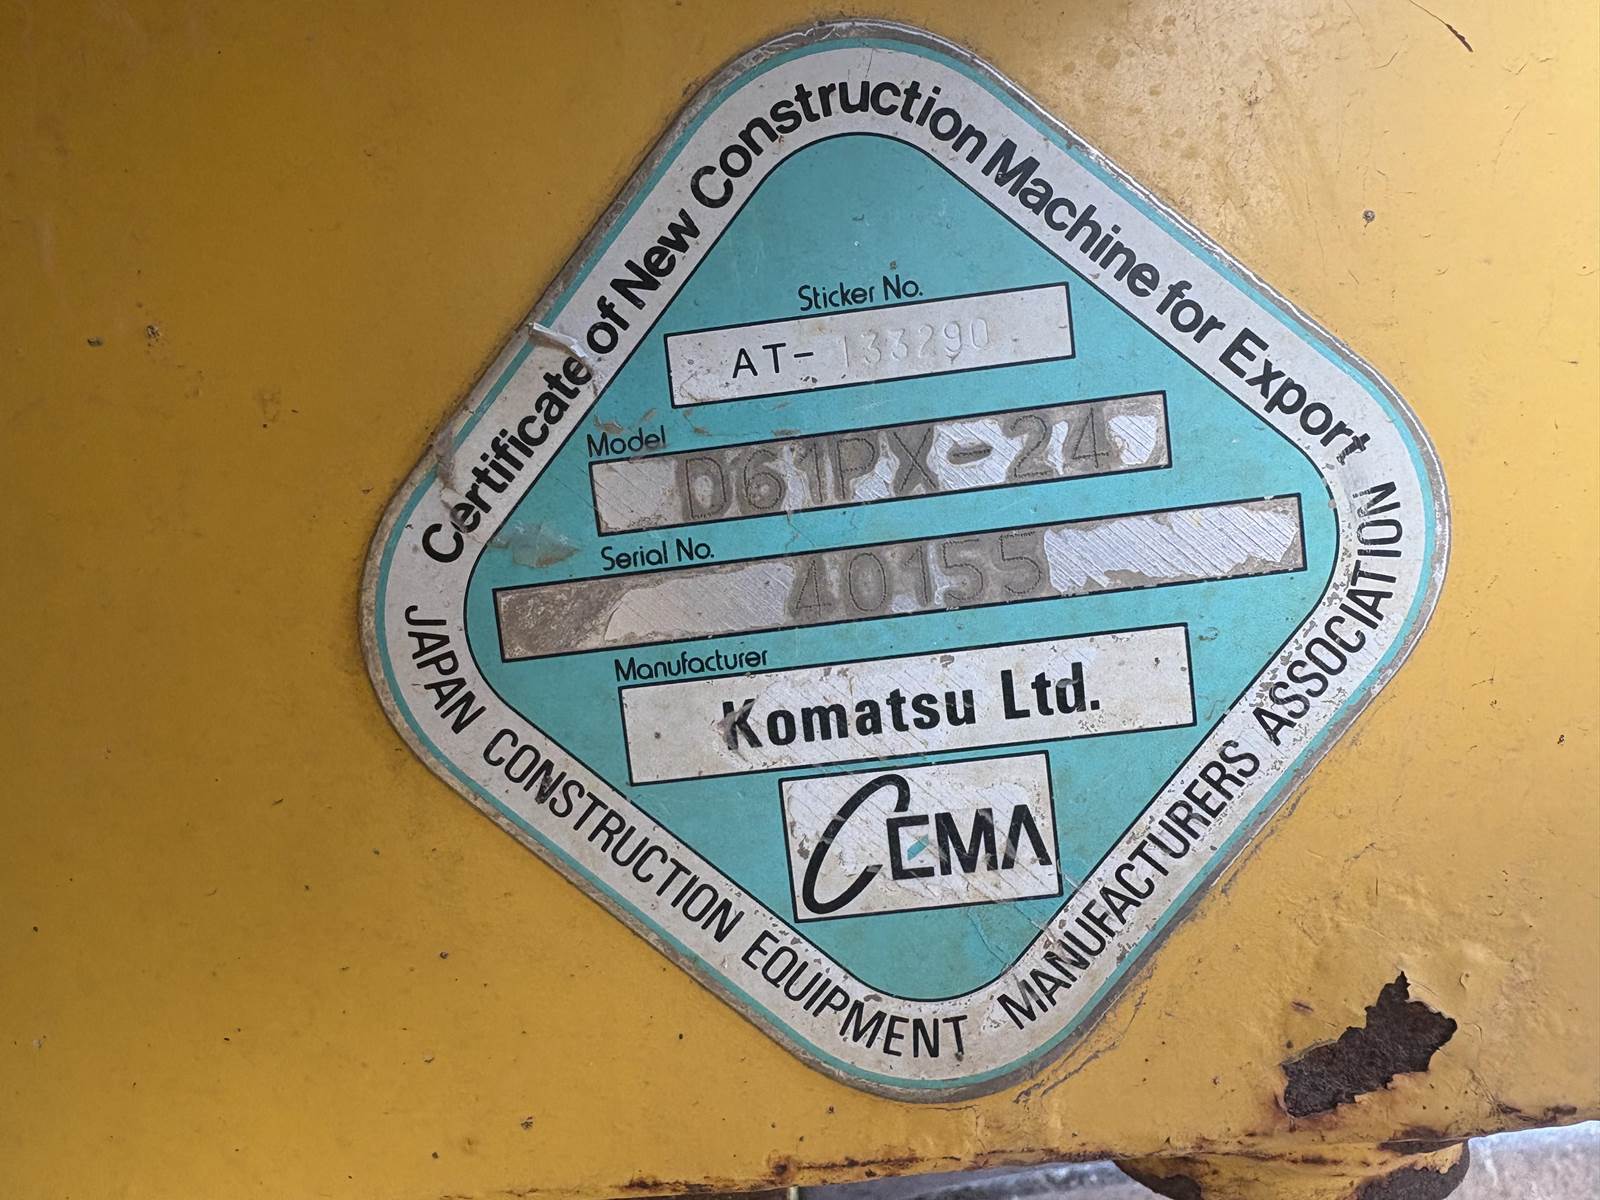 Certificate of New Construction Machine for Export
Sticker No.
AT- 133290
Model
D61PX-24
Serial No.
40155
Manufacturer
Komatsu Ltd.
CEMA
JAPAN CONSTRUCTION EQUIPMENT MANUFACTURERS ASSOCIATION